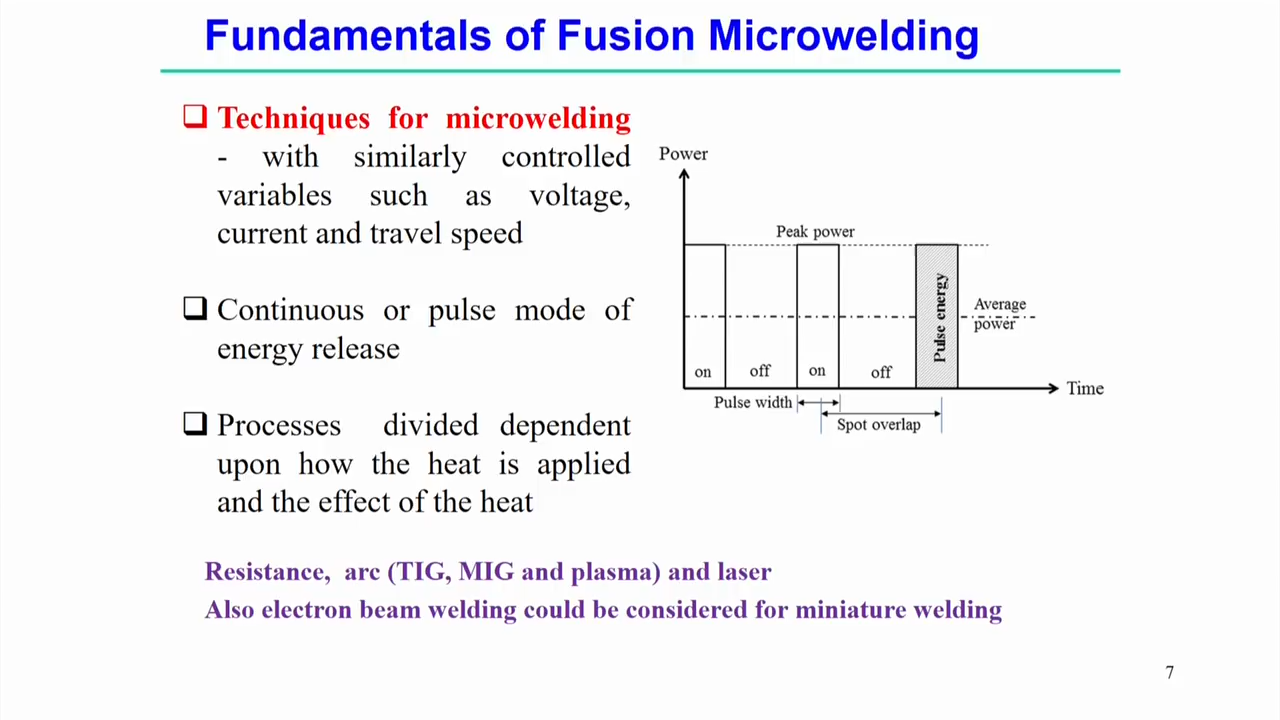 Fundamentals of Fusion Microwelding
Techniques for microwelding
- with similarly controlled
variables such as voltage,
current and travel speed
Continuous or pulse mode of
energy release
Processes divided dependent
upon how the heat is applied
and the effect of the heat
Power
Peak power
Pulse energy
Average
power
on
off
on
off
Time
Pulse width
Spot overlap
Resistance, arc (TIG, MIG and plasma) and laser
Also electron beam welding could be considered for miniature welding
7